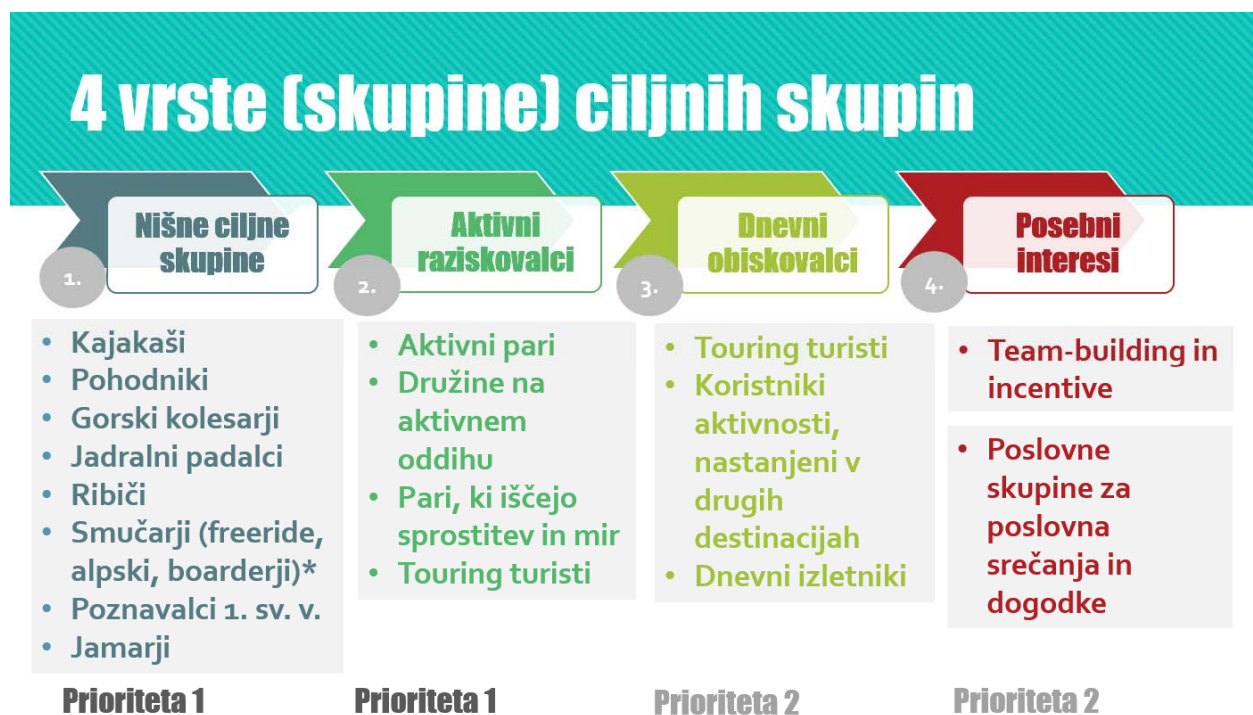 4 vrste (skupine) ciljnih skupin
Nišne ciljne
skupine
1.
• Kajakaši
• Pohodniki
• Gorski kolesarji
• Jadralni padalci
• Ribiči
• Smučarji (freeride,
alpski, boarderji)*
• Poznavalci 1. sv. v.
• Jamarji
Prioriteta 1
Aktivni
raziskovalci
2.
• Aktivni pari
• Družine na
aktivnem
oddihu
• Pari, ki iščejo
sprostitev in mir
• Touring turisti
Prioriteta 1
Dnevni
obiskovalci
3.
• Touring turisti
• Koristniki
aktivnosti,
nastanjeni v
drugih
destinacijah
• Dnevni izletniki
Prioriteta 2
Posebni
interesi
4.
• Team-building in
incentive
• Poslovne
skupine za
poslovna
srečanja in
dogodke
Prioriteta 2